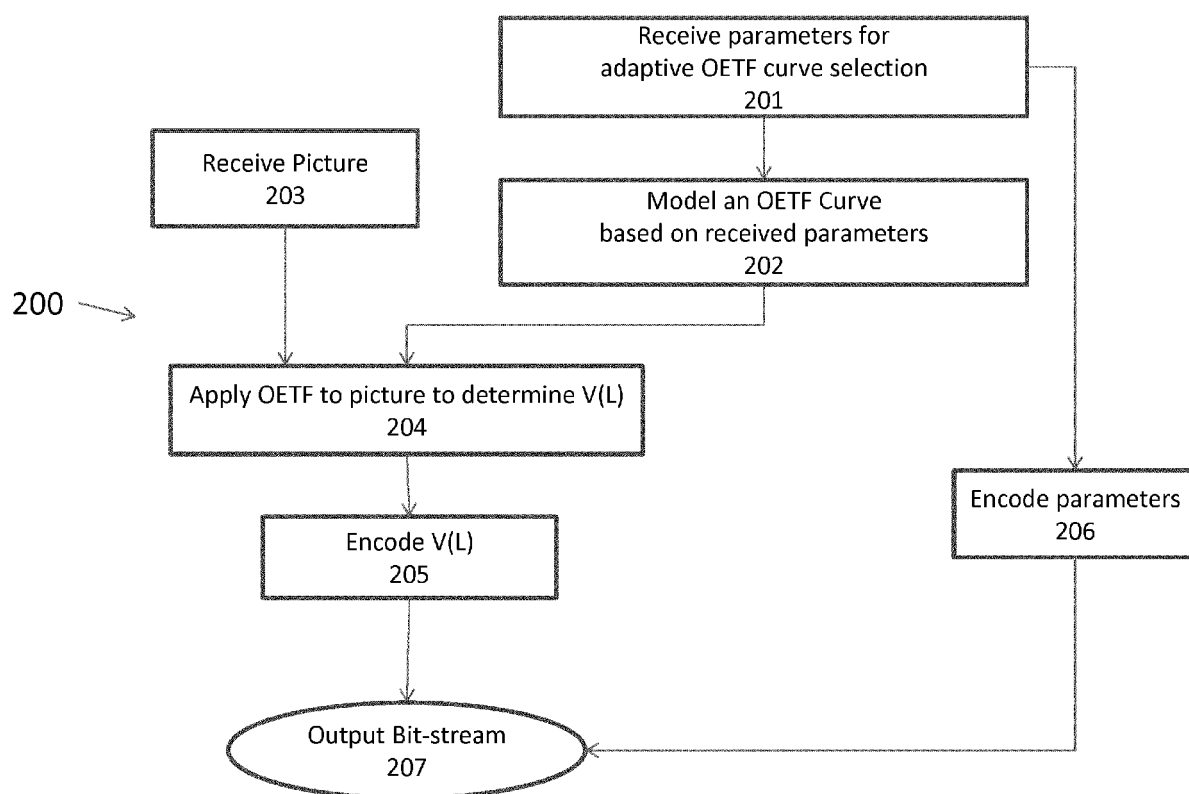 Receive parameters for
adaptive OETF curve selection
201
Receive Picture
203
Model an OETF Curve
based on received parameters
202
200
Apply OETF to picture to determine V(L)
204
Encode parameters
206
Encode V(L)
205
Output Bit-stream
207